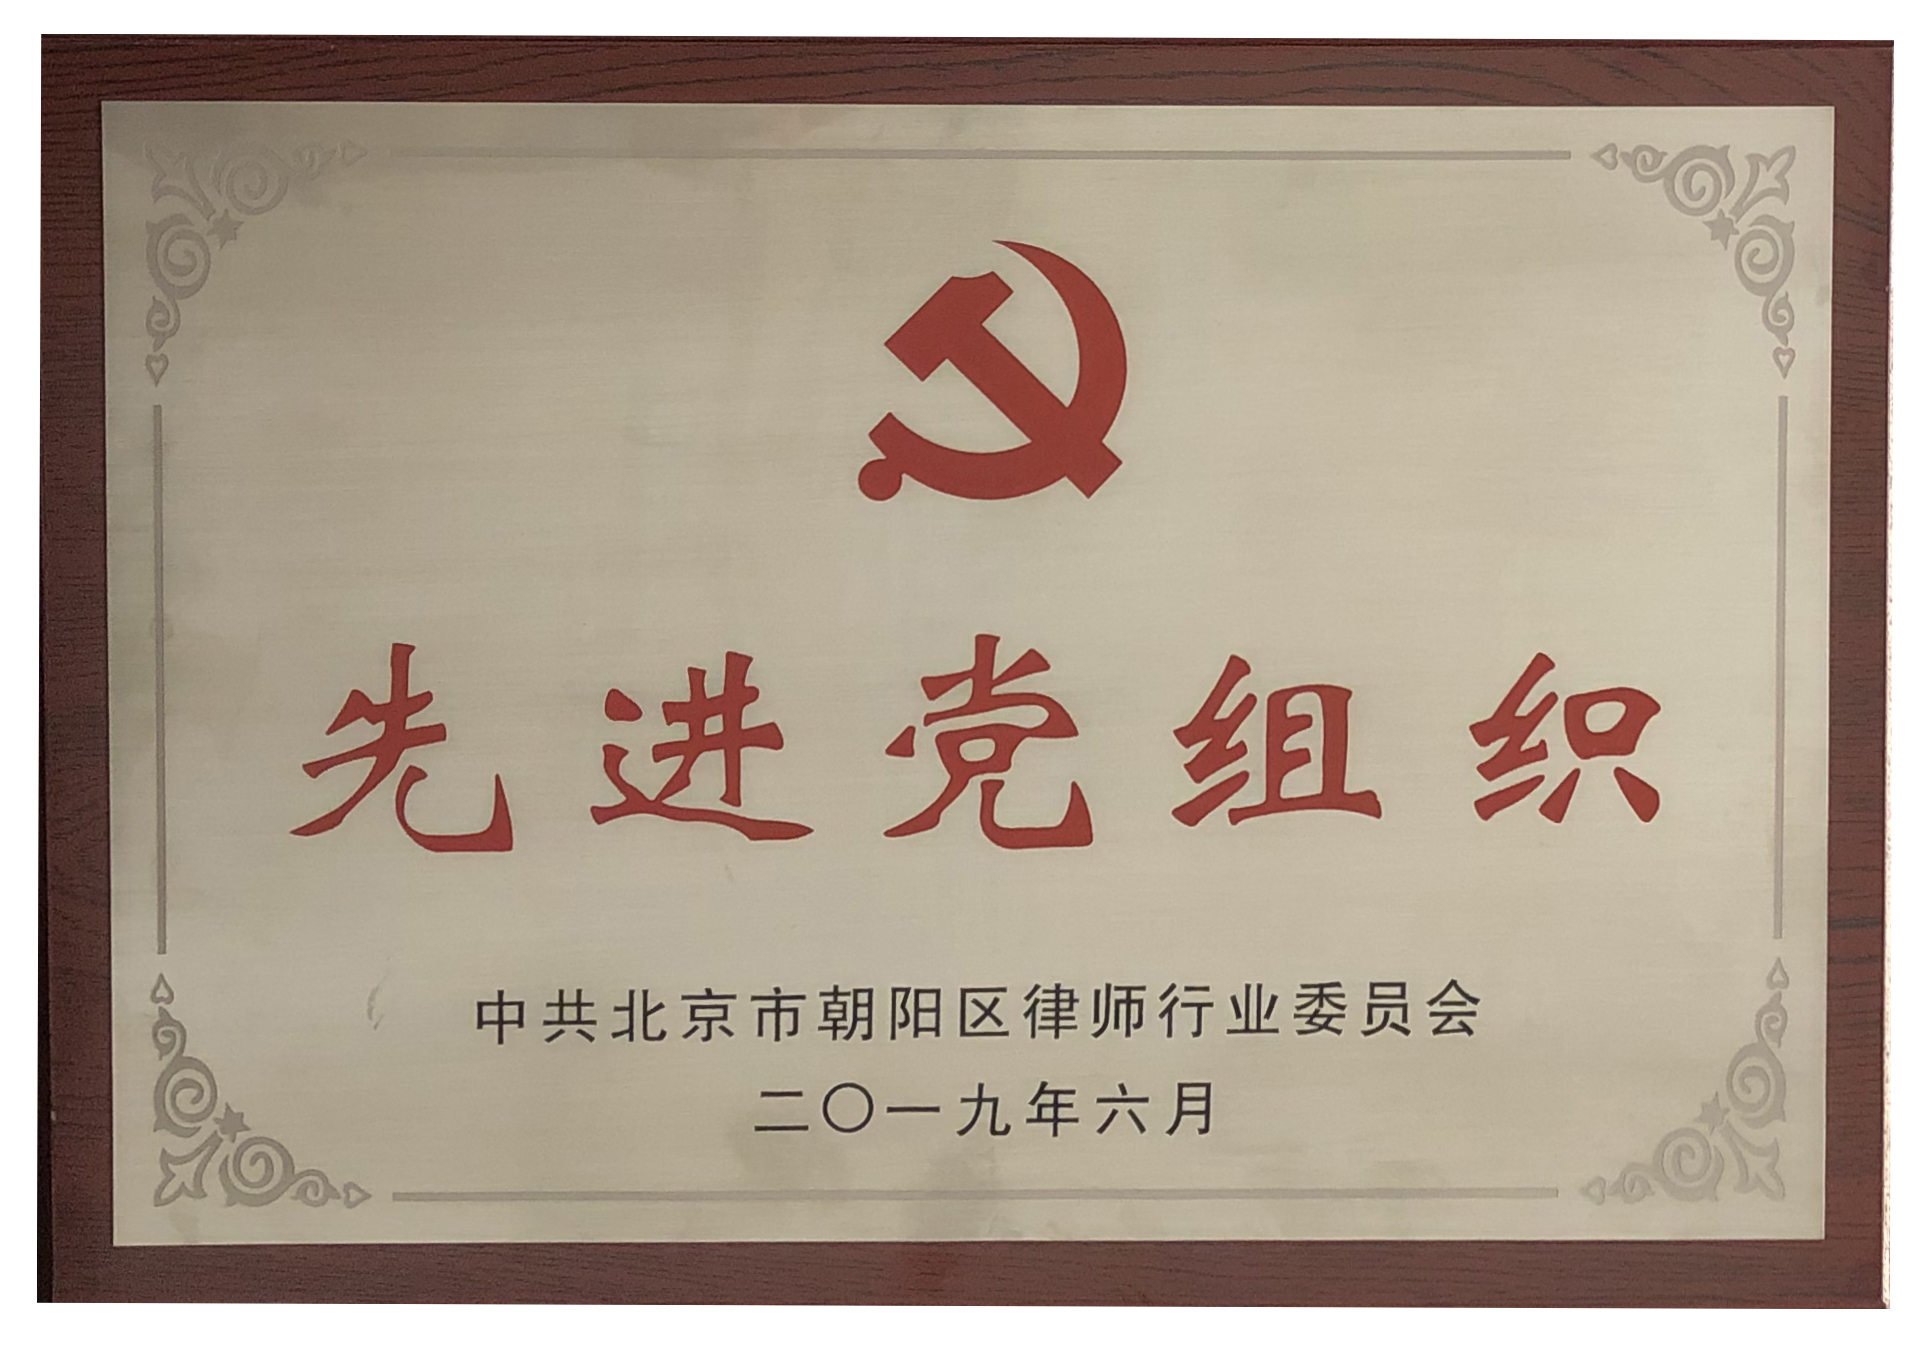 先进党组织
中共北京市朝阳区律师行业委员会
二〇一九年六月